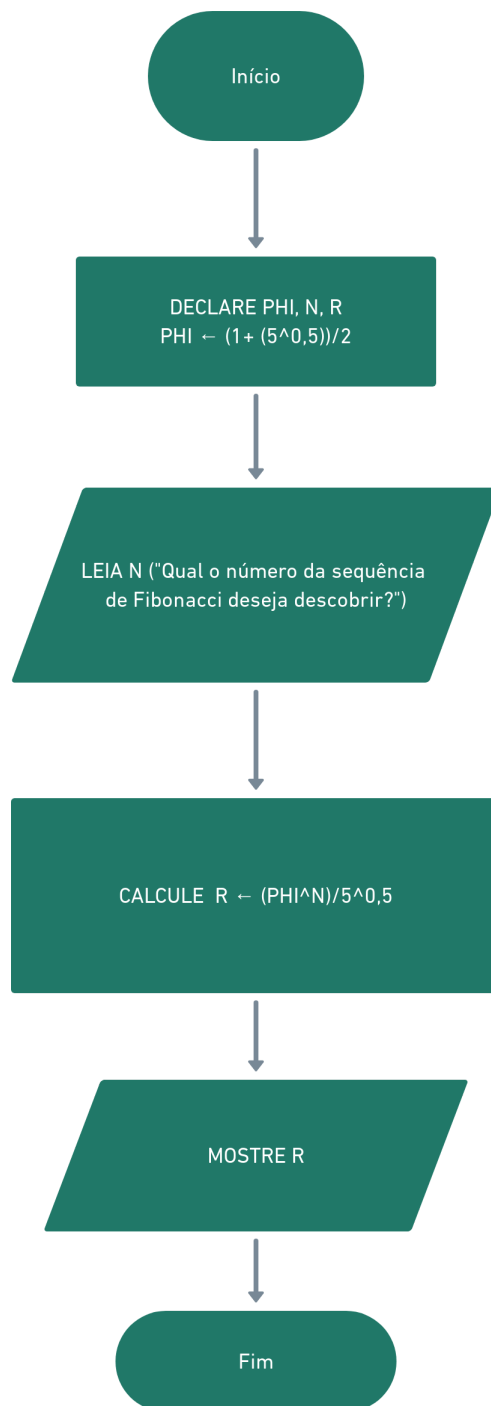 Início
DECLARE PHI, N, R
PHI ← (1+ (5^0,5))/2
LEIA N ("Qual o número da sequência
de Fibonacci deseja descobrir?")
CALCULE  R ← (PHI^N)/5^0,5
MOSTRE R
Fim